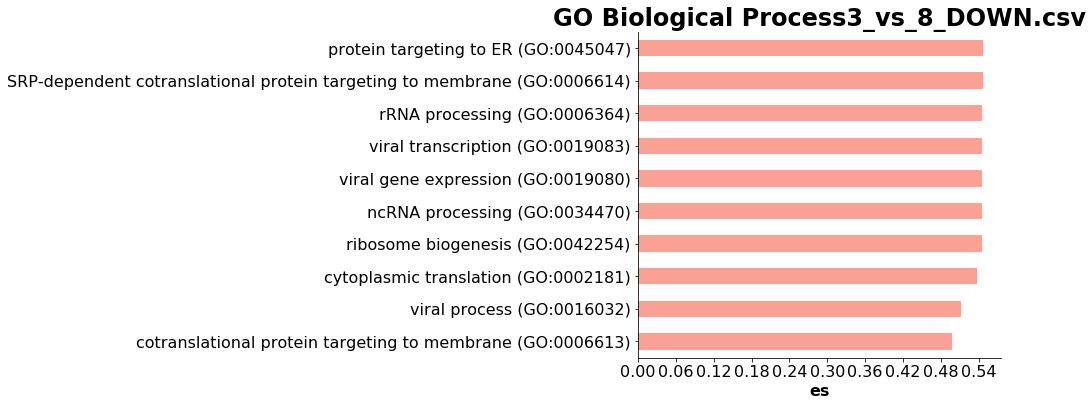 GO Biological Process3_vs_8_DOWN.csv
protein targeting to ER (GO:0045047)
SRP-dependent cotranslational protein targeting to membrane (GO:0006614)
rRNA processing (GO:0006364)
viral transcription (GO:0019083)
viral gene expression (GO:0019080)
ncRNA processing (GO:0034470)
ribosome biogenesis (GO:0042254)
cytoplasmic translation (GO:0002181)
viral process (GO:0016032)
cotranslational protein targeting to membrane (GO:0006613)
0.00 0.06 0.12 0.18 0.24 0.30 0.36 0.42 0.48 0.54
es